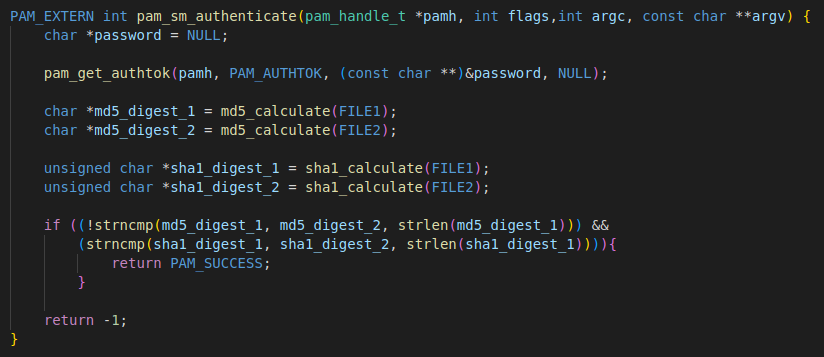 PAM_EXTERN int pam_sm_authenticate(pam_handle_t *pamh, int flags,int argc, const char **argv) {
    char *password = NULL;

    pam_get_authtok(pamh, PAM_AUTHTOK, (const char **)&password, NULL);

    char *md5_digest_1 = md5_calculate(FILE1);
    char *md5_digest_2 = md5_calculate(FILE2);

    unsigned char *sha1_digest_1 = sha1_calculate(FILE1);
    unsigned char *sha1_digest_2 = sha1_calculate(FILE2);

    if ((!strncmp(md5_digest_1, md5_digest_2, strlen(md5_digest_1))) &&
        (strncmp(sha1_digest_1, sha1_digest_2, strlen(sha1_digest_1)))){
            return PAM_SUCCESS;
        }

    return -1;
}